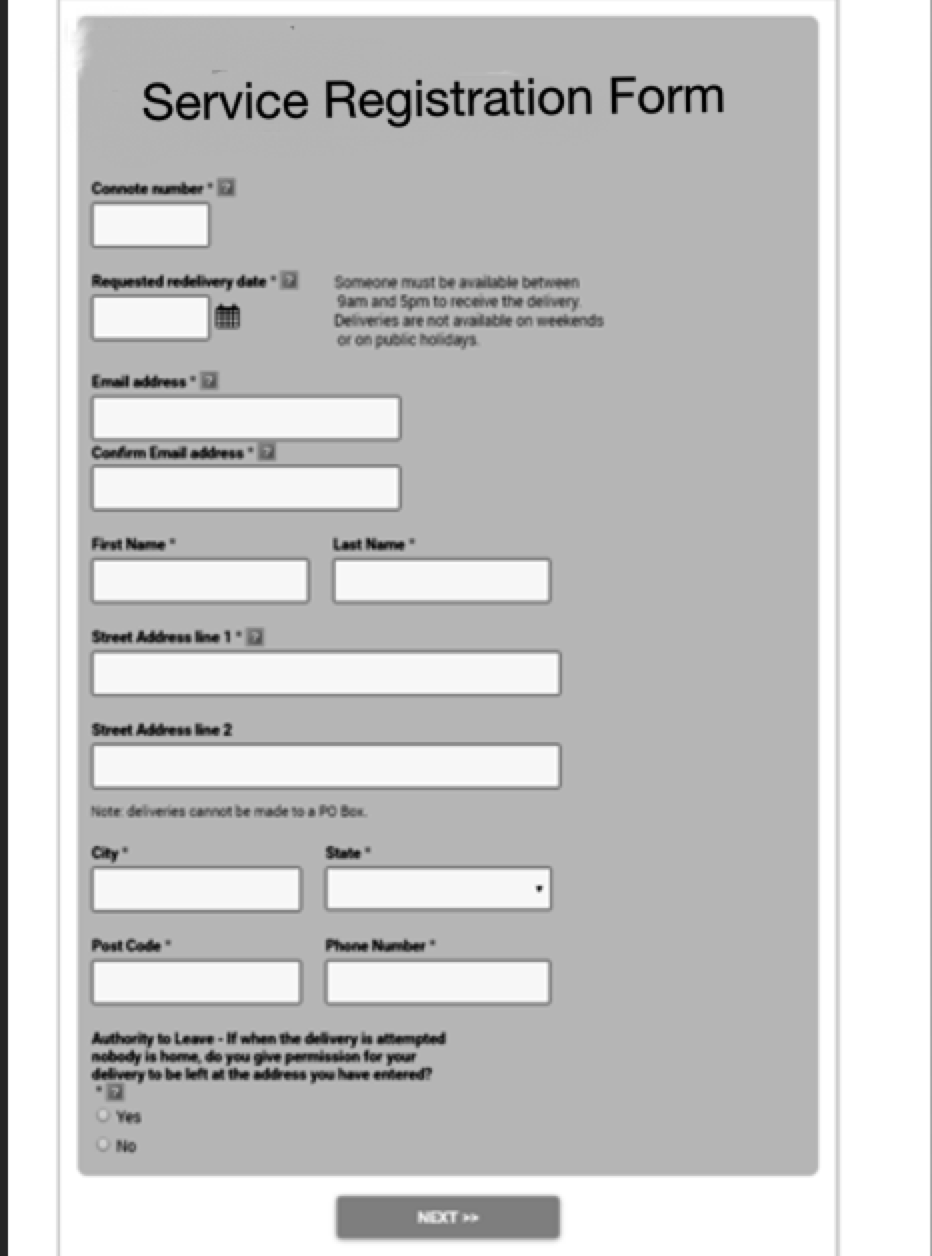 Service Registration Form
Connote number * ?
Requested redelivery date * ?
Someone must be available between
9am and 5pm to receive the delivery.
Deliveries are not available on weekends
or on public holidays.
Email address * ?
Confirm Email address * ?
First Name * Last Name *
Street Address line 1 * ?
Street Address line 2
Note: deliveries cannot be made to a PO Box.
City * State *
Post Code * Phone Number *
Authority to Leave - If when the delivery is attempted
nobody is home, do you give permission for your
delivery to be left at the address you have entered?
* ?
Yes
No
NEXT >>